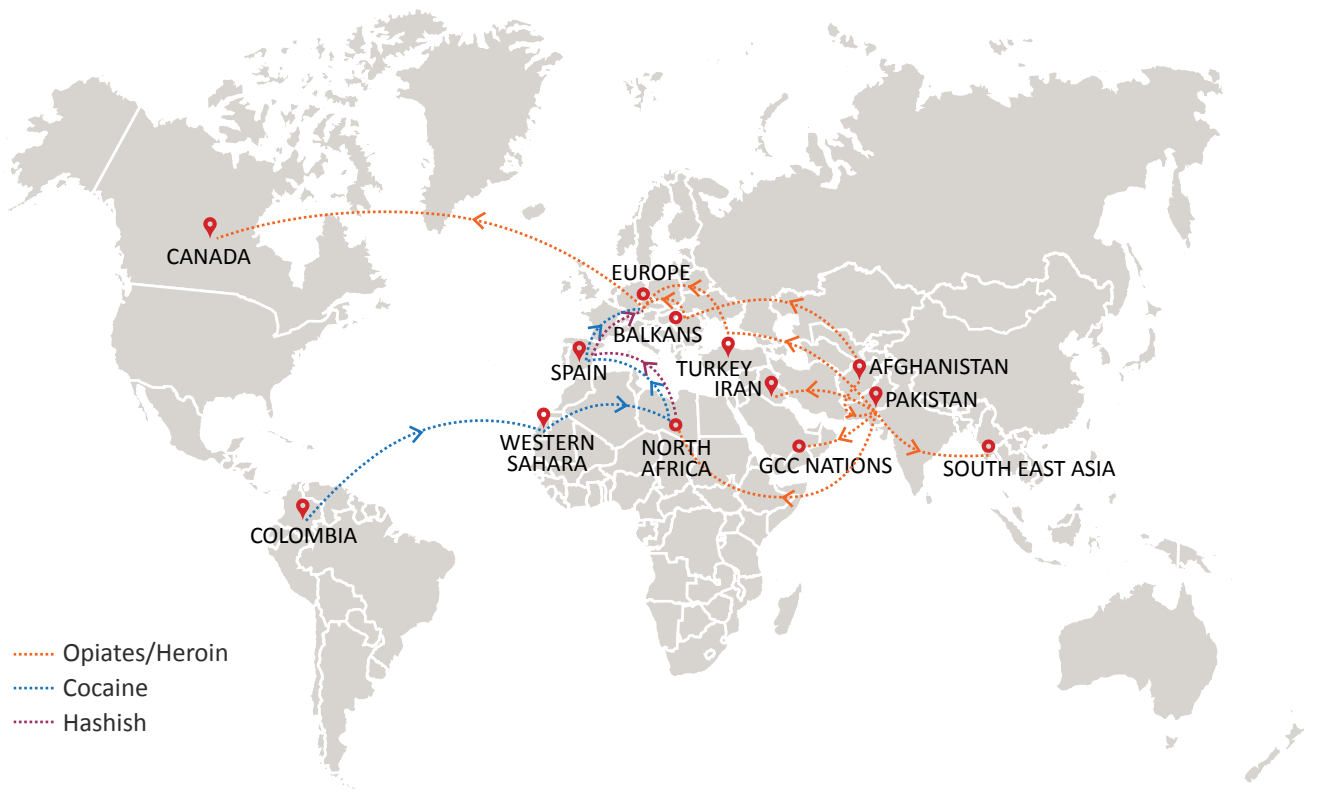 CANADA
EUROPE
BALKANS
SPAIN
TURKEY
IRAN
AFGHANISTAN
PAKISTAN
WESTERN
SAHARA
NORTH
AFRICA
GCC NATIONS
SOUTH EAST ASIA
COLOMBIA
Opiates/Heroin
Cocaine
Hashish